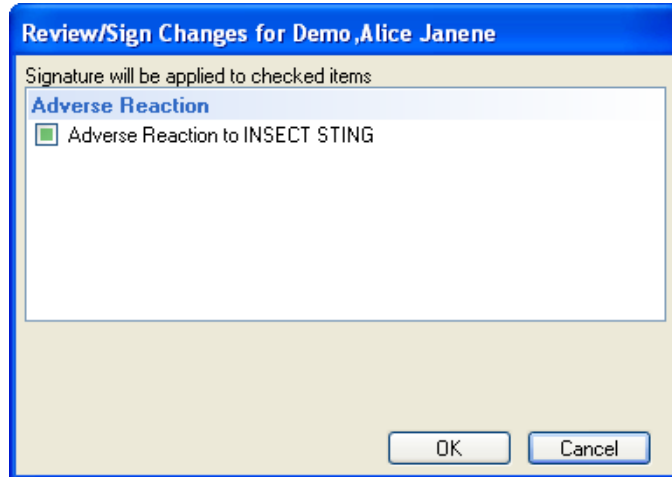 Review/Sign Changes for Demo,Alice Janene
Signature will be applied to checked items
Adverse Reaction
Adverse Reaction to INSECT STING
OK
Cancel